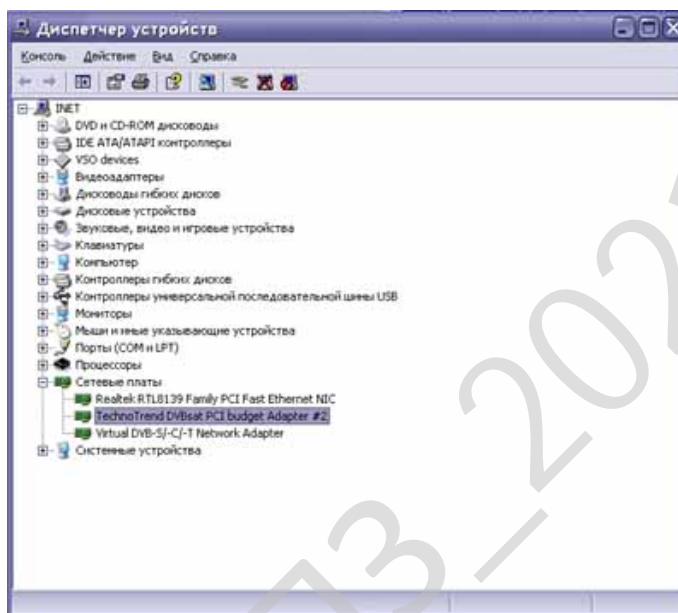 Диспетчер устройств
Консоль Действие Вид Справка
INET
DVD и CD-ROM дисководы
IDE ATA/ATAPI контроллеры
VSO devices
Видеоадаптеры
Дисководы гибких дисков
Дисковые устройства
Звуковые, видео и игровые устройства
Клавиатуры
Компьютер
Контроллеры гибких дисков
Контроллеры универсальной последовательной шины USB
Мониторы
Мыши и иные указывающие устройства
Порты (COM и LPT)
Процессоры
Сетевые платы
Realtek RTL8139 Family PCI Fast Ethernet NIC
TechnoTrend DVBsat PCI budget Adapter #2
Virtual DVB-S/-C/-T Network Adapter
Системные устройства